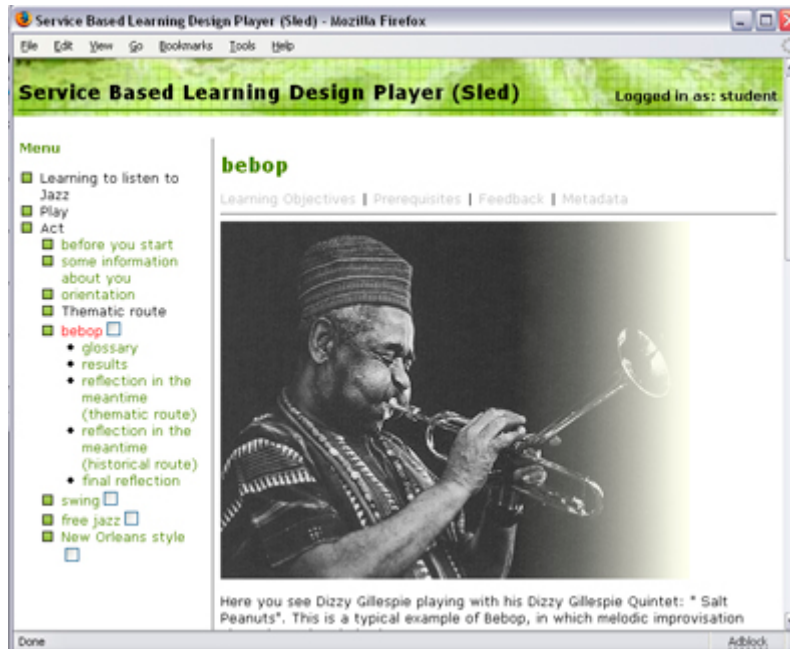 Service Based Learning Design Player (Sled) - Mozilla Firefox
File Edit View Go Bookmarks Tools Help
Service Based Learning Design Player (Sled)
Logged in as: student
Menu
Learning to listen to
Jazz
Play
Act
before you start
some information
about you
orientation
Thematic route
bebop
glossary
results
reflection in the
meantime
(thematic route)
reflection in the
meantime
(historical route)
final reflection
swing
free jazz
New Orleans style
bebop
Learning Objectives | Prerequisites | Feedback | Metadata
Here you see Dizzy Gillespie playing with his Dizzy Gillespie Quintet: " Salt
Peanuts". This is a typical example of Bebop, in which melodic improvisation
Done
Adblock